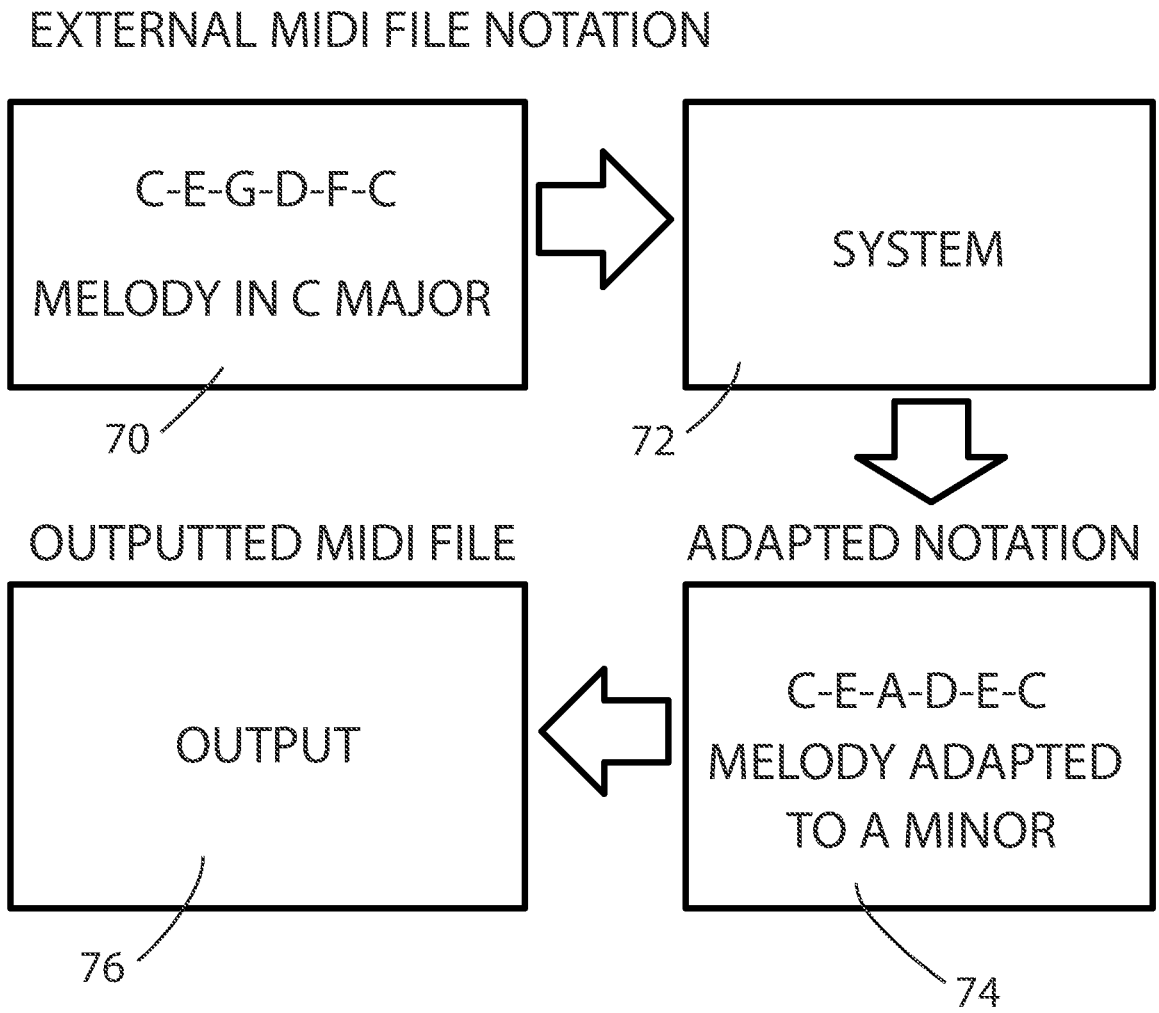 EXTERNAL MIDI FILE NOTATION
C-E-G-D-F-C
MELODY IN C MAJOR
70
SYSTEM
72
ADAPTED NOTATION
C-E-A-D-E-C
MELODY ADAPTED
TO A MINOR
74
OUTPUTTED MIDI FILE
OUTPUT
76